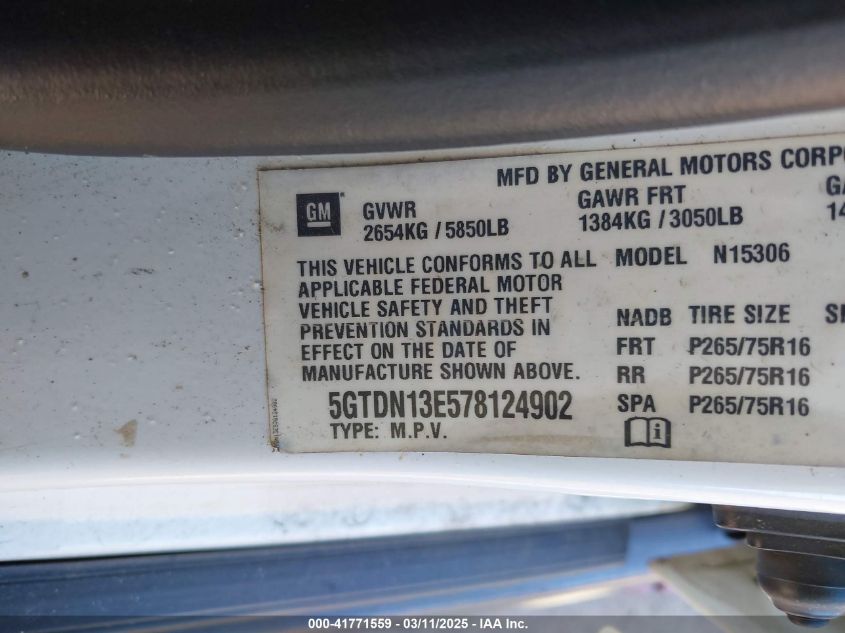 MFD BY GENERAL MOTORS CORPO
GM
GVWR GAWR FRT GA
2654KG / 5850LB 1384KG / 3050LB 14
THIS VEHICLE CONFORMS TO ALL MODEL N15306
APPLICABLE FEDERAL MOTOR
VEHICLE SAFETY AND THEFT
PREVENTION STANDARDS IN NADB TIRE SIZE
EFFECT ON THE DATE OF FRT P265/75R16
MANUFACTURE SHOWN ABOVE. RR P265/75R16
5GTDN13E578124902 SPA P265/75R16
TYPE: M.P.V.
000-41771559 - 03/11/2025 - IAA Inc.